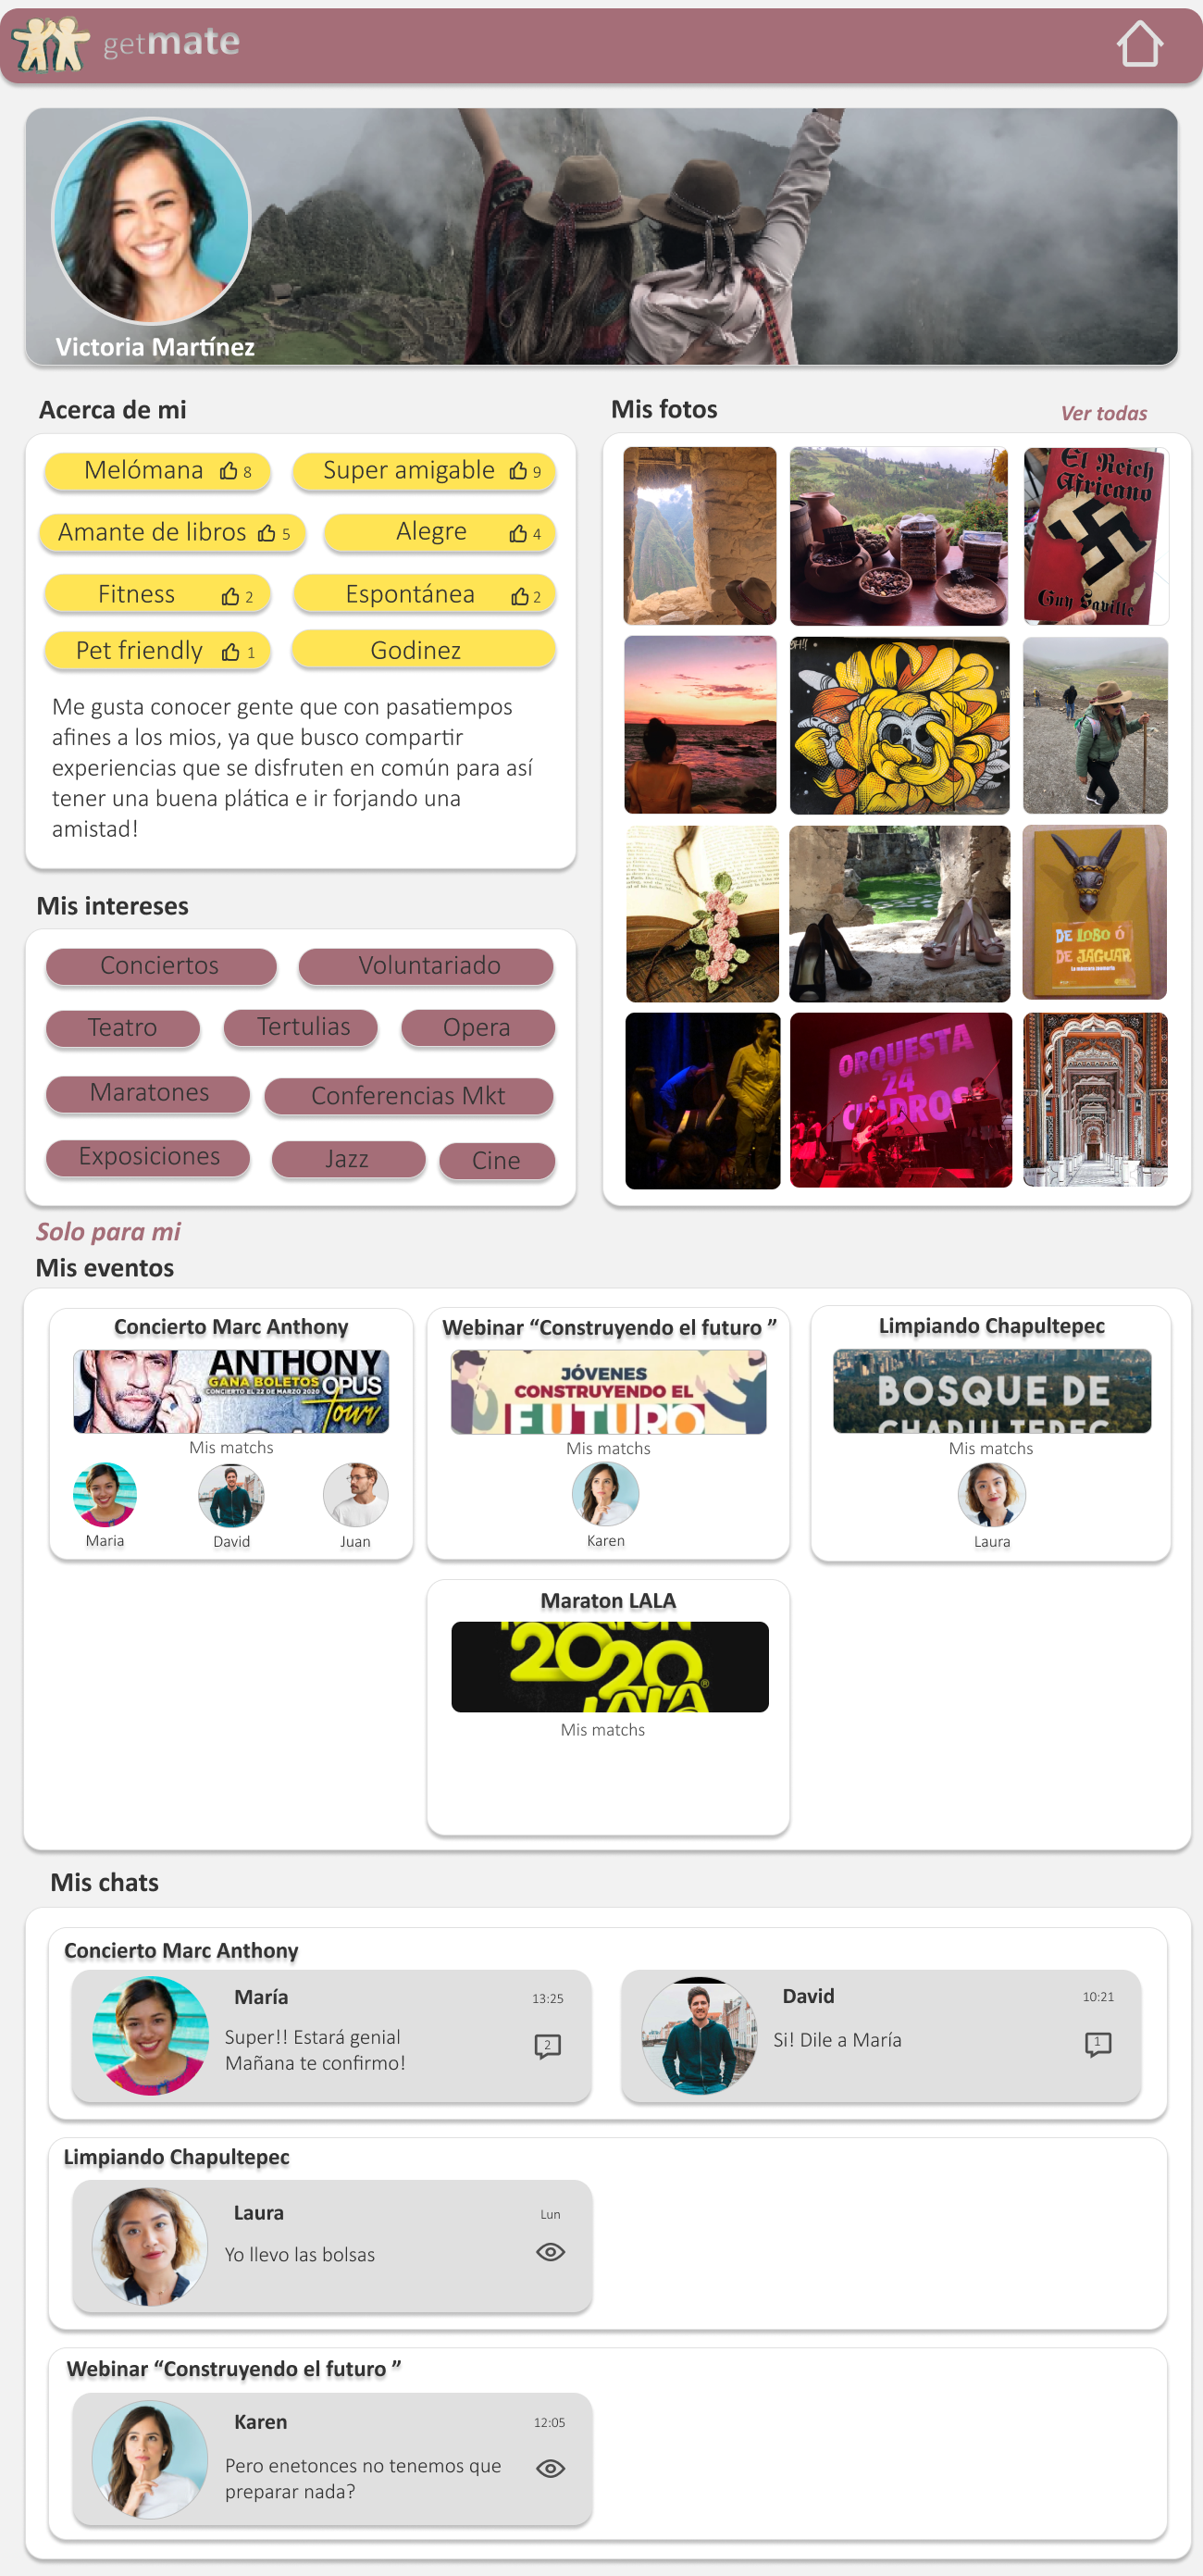 getmate
Victoria Martínez
Acerca de mi
Melómana 8
Super amigable 9
Amante de libros 5
Alegre 4
Fitness 2
Espontánea 2
Pet friendly 1
Godinez
Me gusta conocer gente que con pasatiempos
afines a los mios, ya que busco compartir
experiencias que se disfruten en común para así
tener una buena plática e ir forjando una
amistad!
Mis intereses
Conciertos
Voluntariado
Teatro
Tertulias
Opera
Maratones
Conferencias Mkt
Exposiciones
Jazz
Cine
Mis fotos
Ver todas
El Reich
Africano
Guy Saville
DE LOBO Ó
DE JAGUAR
ORQUESTA
24
CUADROS
Solo para mi
Mis eventos
Concierto Marc Anthony
ANTHONY
GANA BOLETOS OPUS
CONCIERTO EL 22 DE MARZO 2020
Tour
Mis matchs
Maria
David
Juan
Webinar “Construyendo el futuro ”
JÓVENES
CONSTRUYENDO EL
FUTURO
Mis matchs
Karen
Limpiando Chapultepec
BOSQUE DE
CHAPULTEPEC
Mis matchs
Laura
Maraton LALA
MARATON
2020
LALA®
Mis matchs
Mis chats
Concierto Marc Anthony
María
13:25
Super!! Estará genial
Mañana te confirmo!
2
David
10:21
Si! Dile a María
1
Limpiando Chapultepec
Laura
Lun
Yo llevo las bolsas
Webinar “Construyendo el futuro ”
Karen
12:05
Pero enetonces no tenemos que
preparar nada?